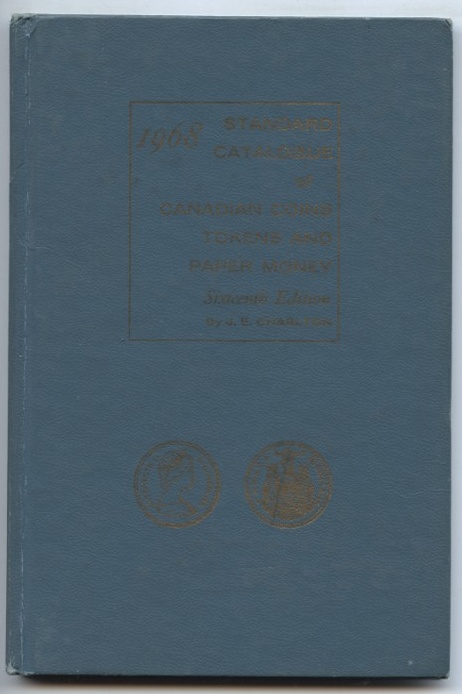 1968 STANDARD
CATALOGUE
of
CANADIAN COINS
TOKENS AND
PAPER MONEY
Sixteenth Edition
By J. E. CHARLTON